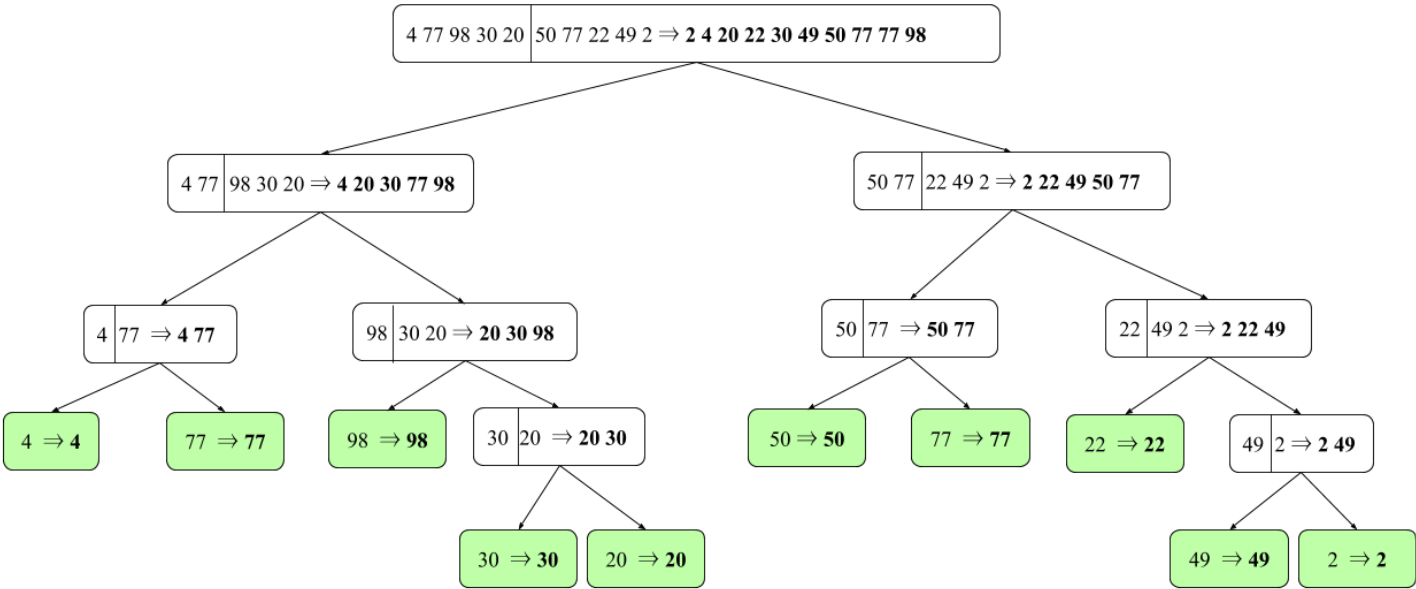 4 77 98 30 20 50 77 22 49 2 ⇒ 2 4 20 22 30 49 50 77 77 98
4 77 98 30 20 ⇒ 4 20 30 77 98
50 77 22 49 2 ⇒ 2 22 49 50 77
4 77 ⇒ 4 77
98 30 20 ⇒ 20 30 98
50 77 ⇒ 50 77
22 49 2 ⇒ 2 22 49
4 ⇒ 4
77 ⇒ 77
98 ⇒ 98
30 20 ⇒ 20 30
50 ⇒ 50
77 ⇒ 77
22 ⇒ 22
49 2 ⇒ 2 49
30 ⇒ 30
20 ⇒ 20
49 ⇒ 49
2 ⇒ 2